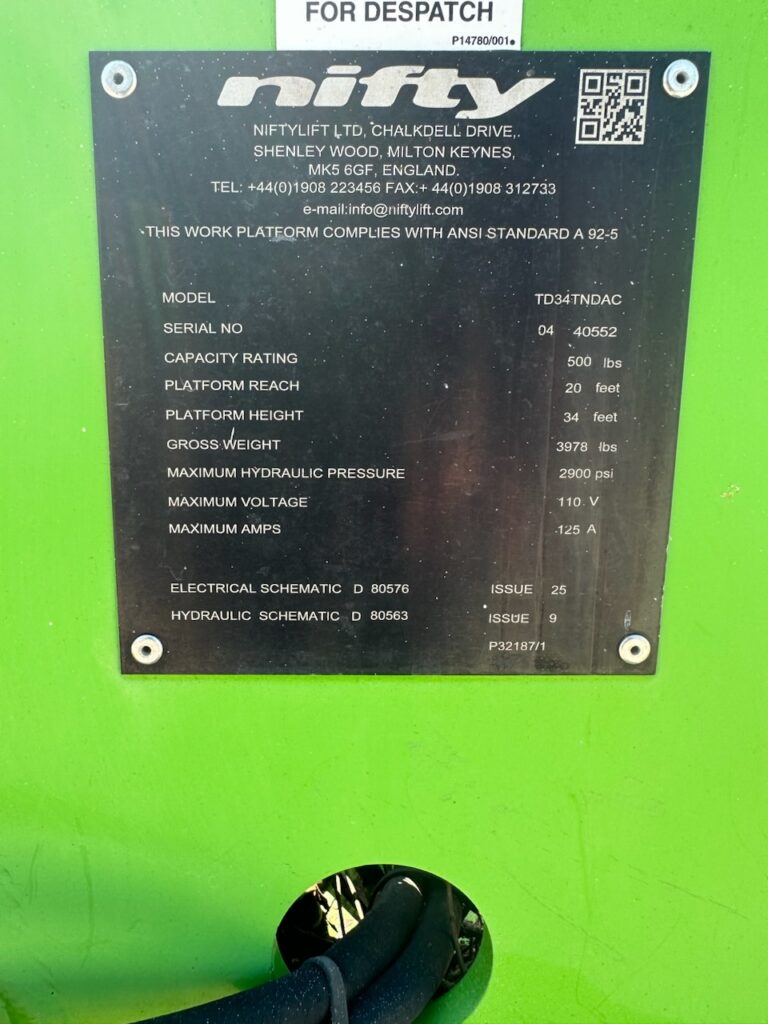 FOR DESPATCH
P14780/001
nifty
NIFTYLIFT LTD, CHALKDELL DRIVE,
SHENLEY WOOD, MILTON KEYNES,
MK5 6GF, ENGLAND.
TEL: +44(0)1908 223456 FAX:+ 44(0)1908 312733
e-mail:info@niftylift.com
THIS WORK PLATFORM COMPLIES WITH ANSI STANDARD A 92-5
MODEL TD34TNDAC
SERIAL NO 04 40552
CAPACITY RATING 500 lbs
PLATFORM REACH 20 feet
PLATFORM HEIGHT 34 feet
GROSS WEIGHT 3978 lbs
MAXIMUM HYDRAULIC PRESSURE 2900 psi
MAXIMUM VOLTAGE 110 V
MAXIMUM AMPS 125 A
ELECTRICAL SCHEMATIC D 80576 ISSUE 25
HYDRAULIC SCHEMATIC D 80563 ISSUE 9
P32187/1